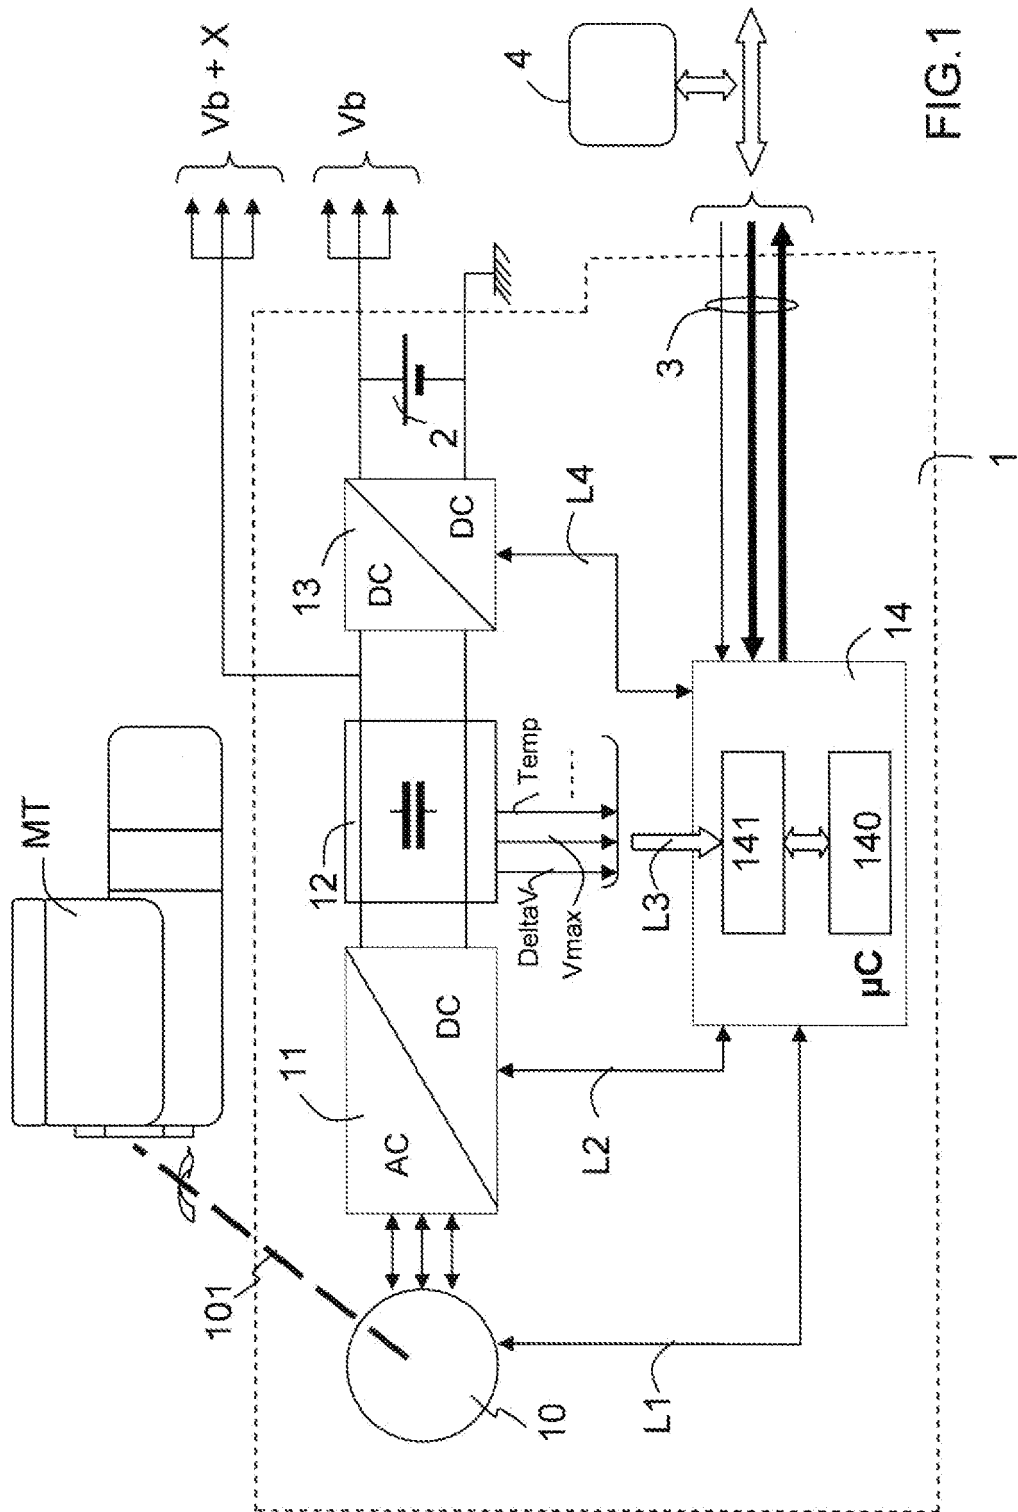 MT
Vb + X
Vb
4
101
11
AC
DC
12
13
DC
DC
2
10
DeltaV
Vmax
Temp
L3
L4
3
L1
L2
µC
141
140
14
1
FIG.1